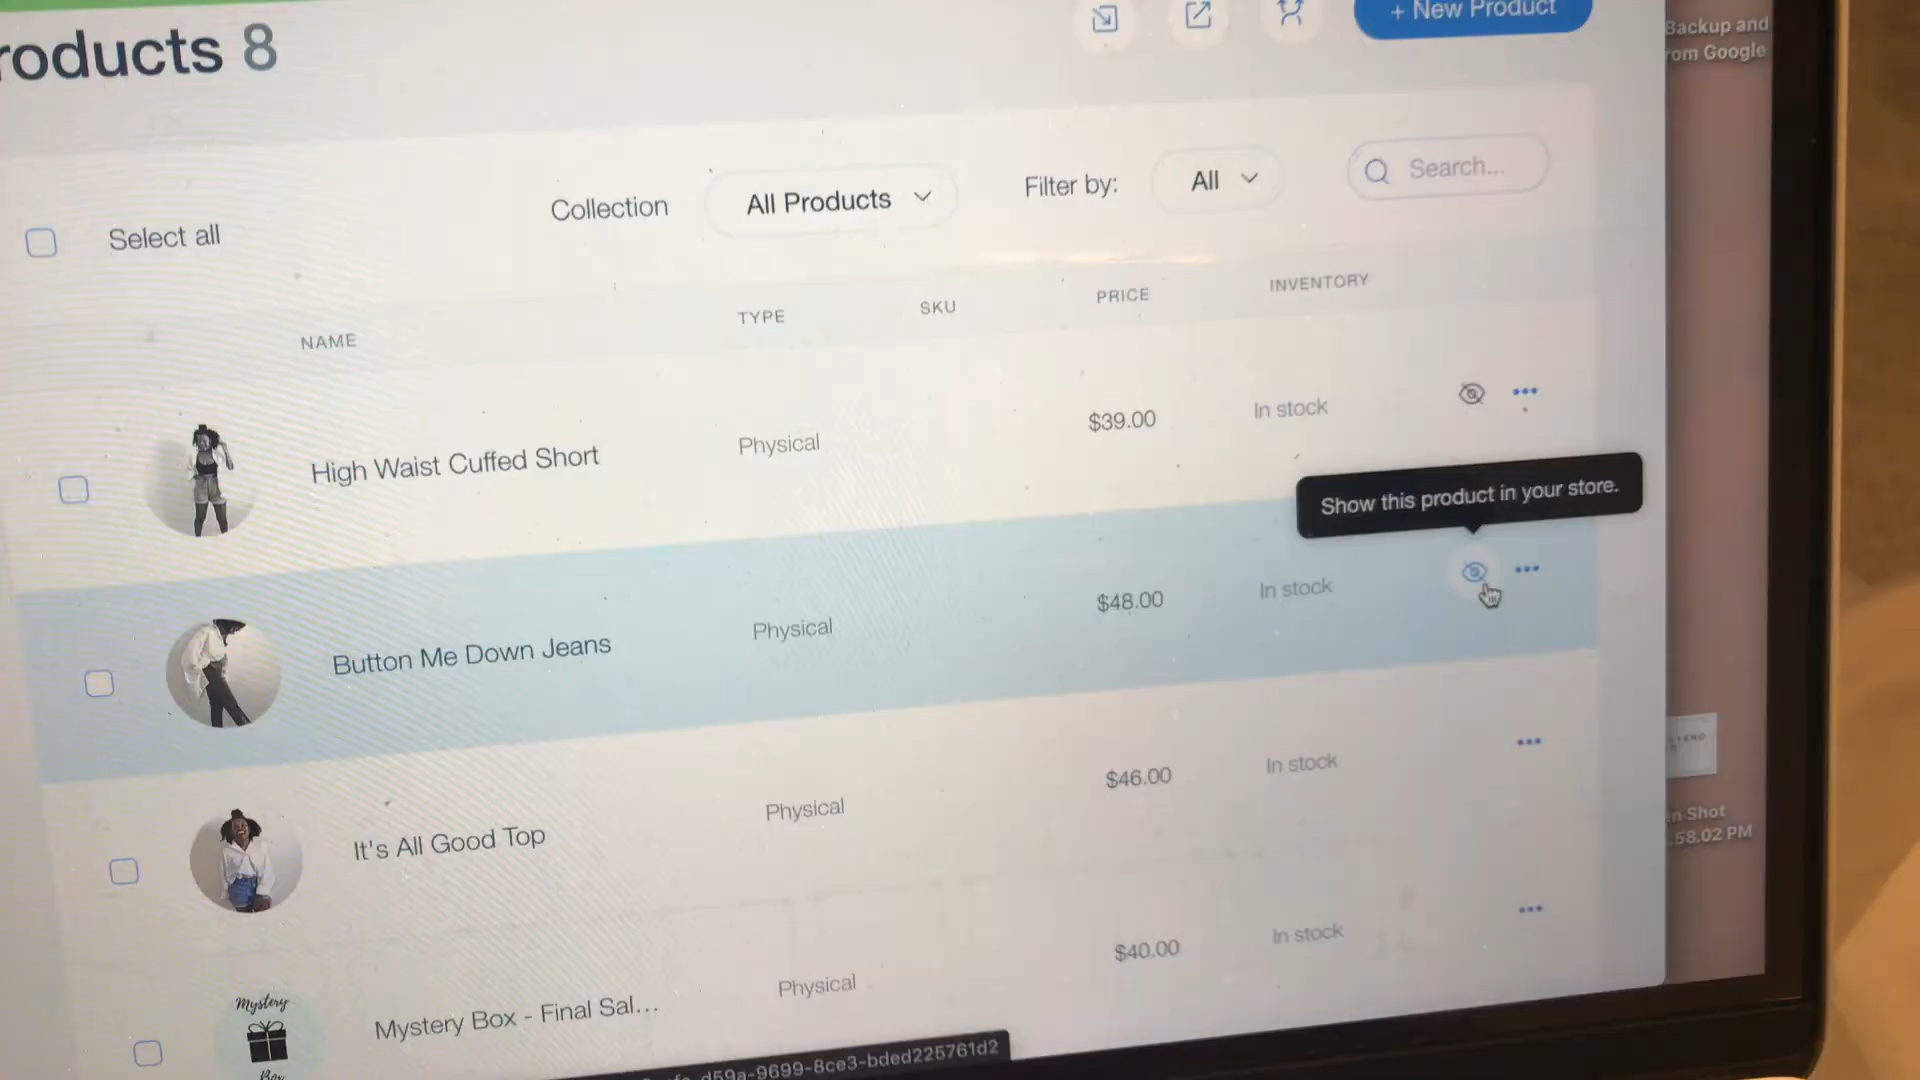 roducts 8
+ New Product
Backup and
rom Google
Select all
Collection
All Products
Filter by:
All
Search...
NAME
TYPE
SKU
PRICE
INVENTORY
High Waist Cuffed Short
Physical
$39.00
In stock
Show this product in your store.
Button Me Down Jeans
Physical
$48.00
In stock
It's All Good Top
Physical
$46.00
In stock
Mystery Box - Final Sal...
Physical
$40.00
In stock
Mystery
Box
d59a-9699-8ce3-bded225761d2
n Shot
.58.02 PM